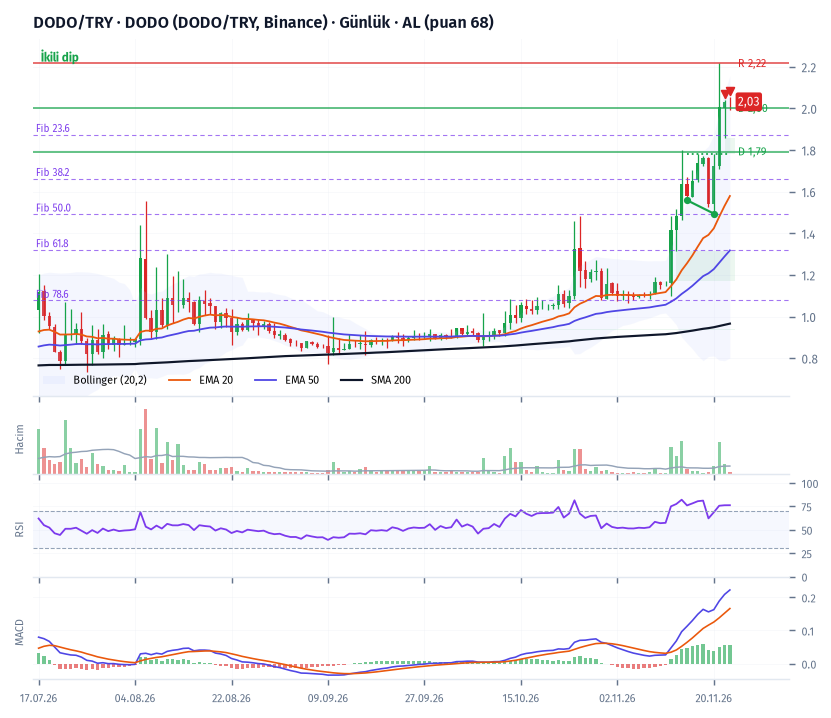 DODO/TRY · DODO (DODO/TRY, Binance) · Günlük · AL (puan 68)
İkili dip
R 2,22
2.2
2,03
2.0
Fib 23.6
1.8
D 1,79
Fib 38.2
1.6
Fib 50.0
1.4
Fib 61.8
1.2
Fib 78.6
1.0
0.8
Bollinger (20,2) EMA 20 EMA 50 SMA 200
Hacim
RSI
100
75
50
25
0
MACD
0.2
0.1
0.0
17.07.26 04.08.26 22.08.26 09.09.26 27.09.26 15.10.26 02.11.26 20.11.26